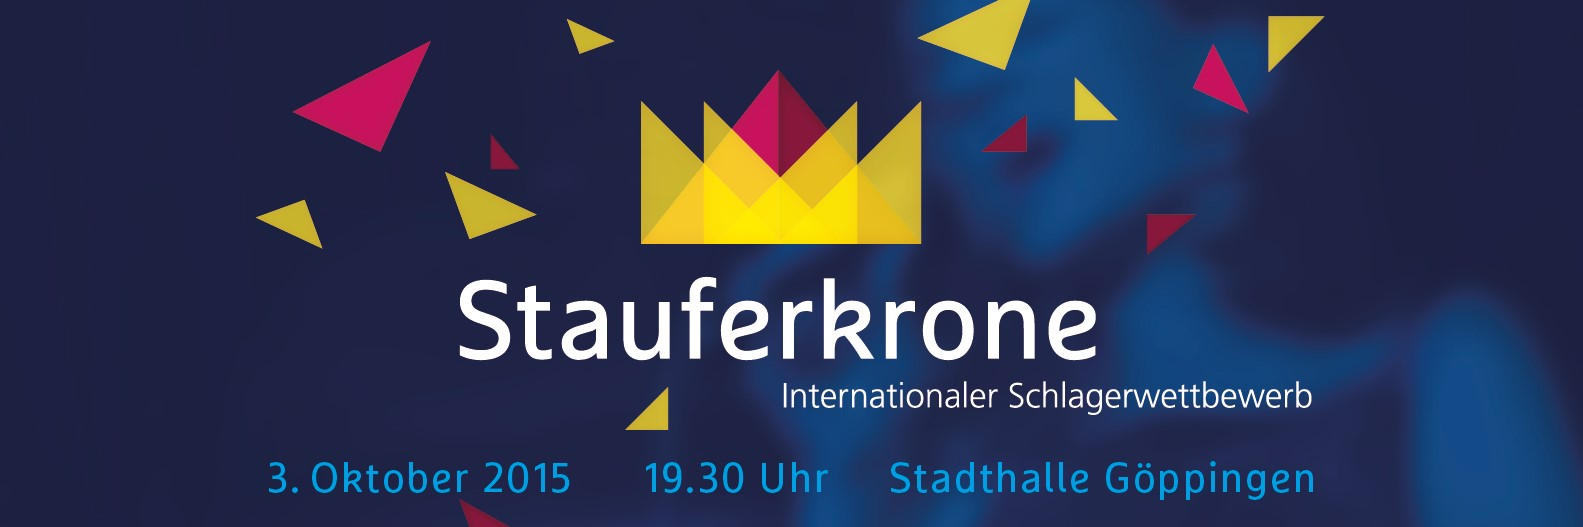 Stauferkrone
Internationaler Schlagerwettbewerb
3. Oktober 2015 19.30 Uhr Stadthalle Göppingen